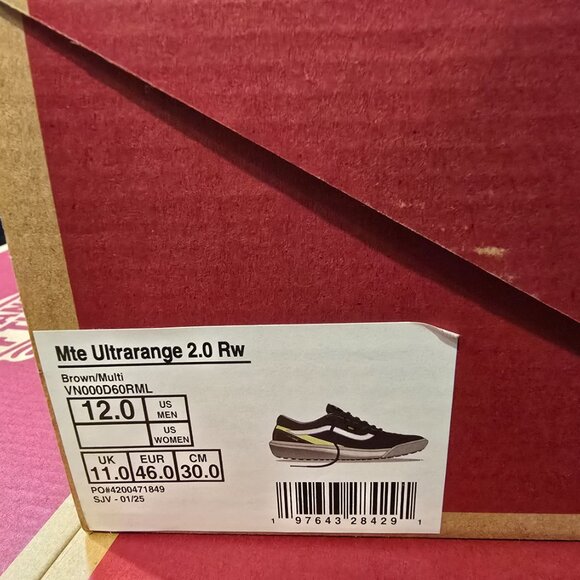 Mte Ultrarange 2.0 Rw
Brown/Multi
VN000D60RML
12.0 US MEN
US WOMEN
UK EUR CM
11.0 46.0 30.0
PO#4200471849
SJV - 01/25
1 97643 28429 1